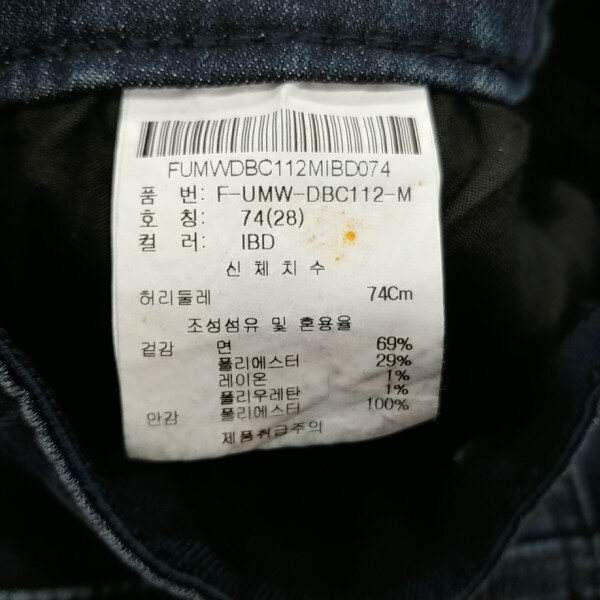 FUMWDBC112MIBD074
품 번: F-UMW-DBC112-M
호 칭: 74(28)
컬 러: IBD
신체치수
허리둘레 74Cm
조성섬유 및 혼용율
겉감 면 69%
폴리에스터 29%
레이온 1%
폴리우레탄 1%
안감 폴리에스터 100%
제품취급주의